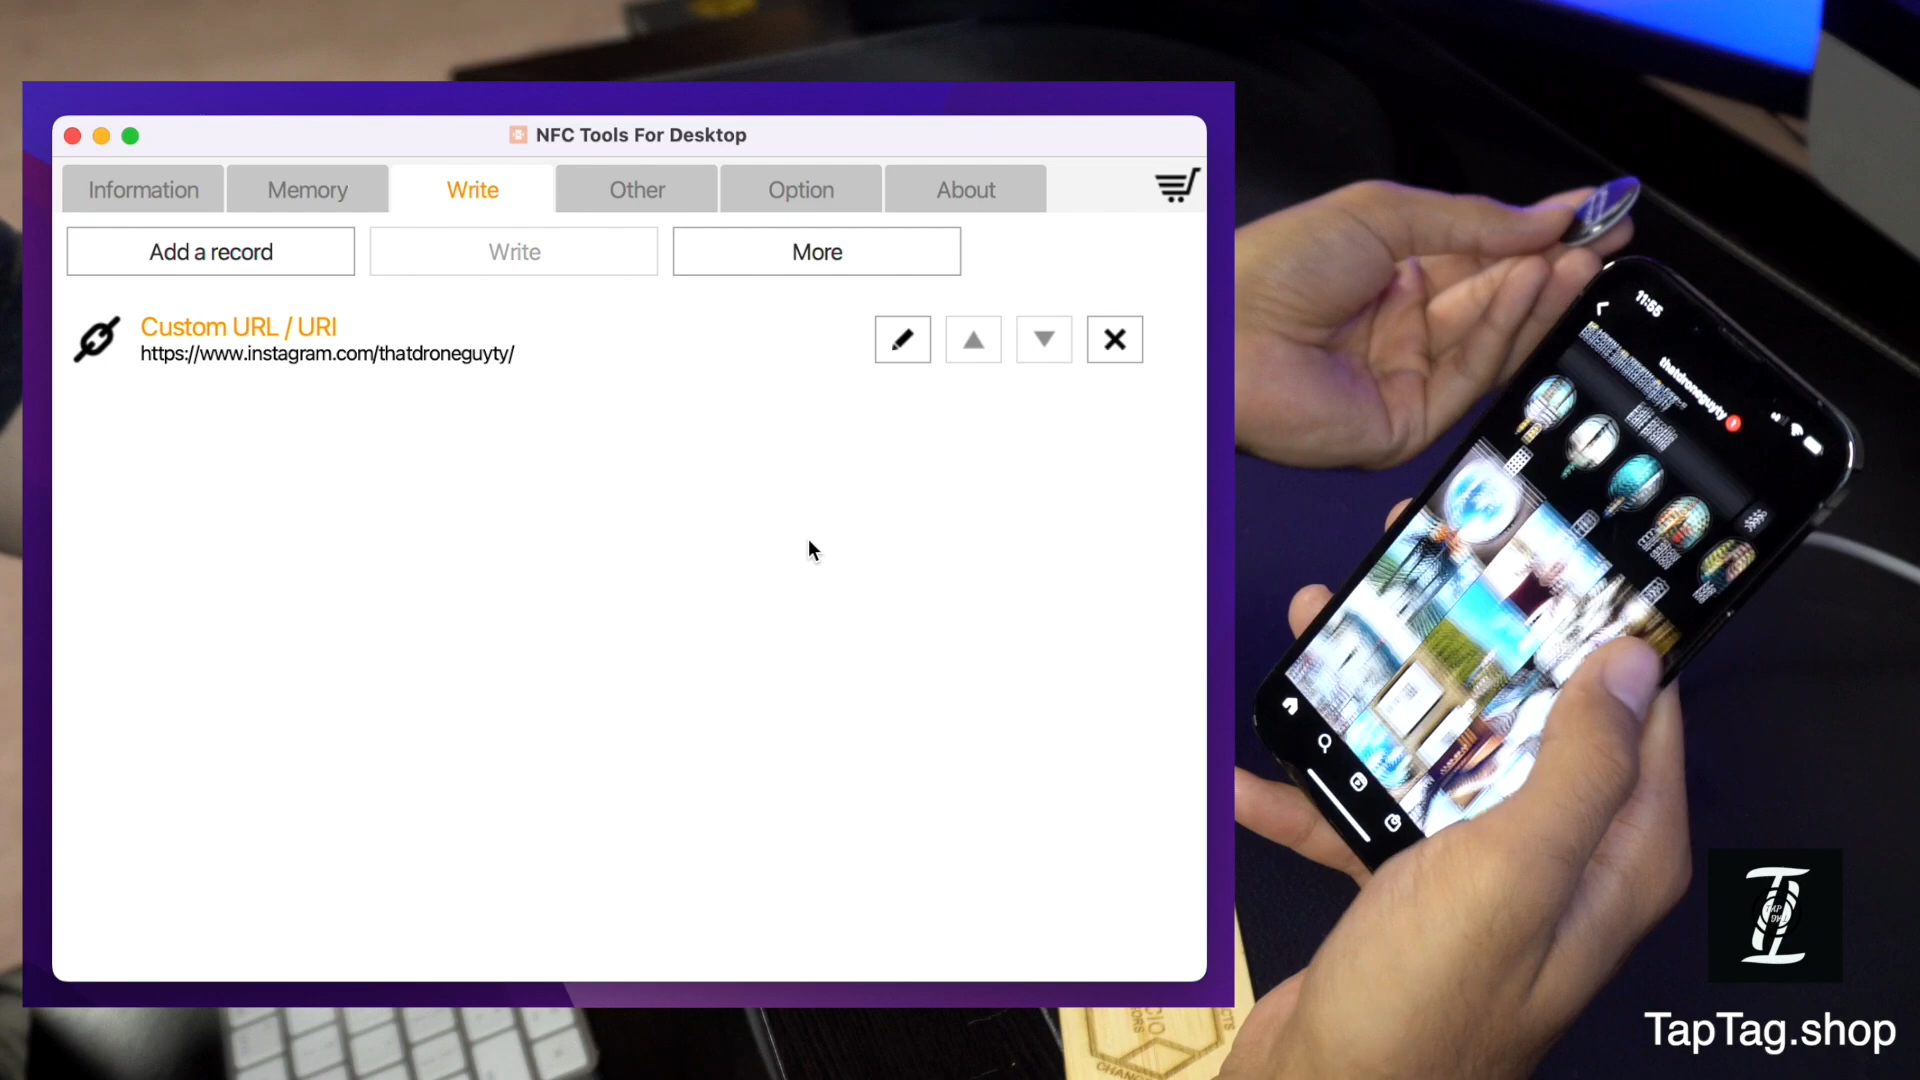 NFC Tools For Desktop
Information
Memory
Write
Other
Option
About
Add a record
Write
More
Custom URL / URI
https://www.instagram.com/thatdroneguyty/
11:55
thatdroneguyty
TapTag.shop